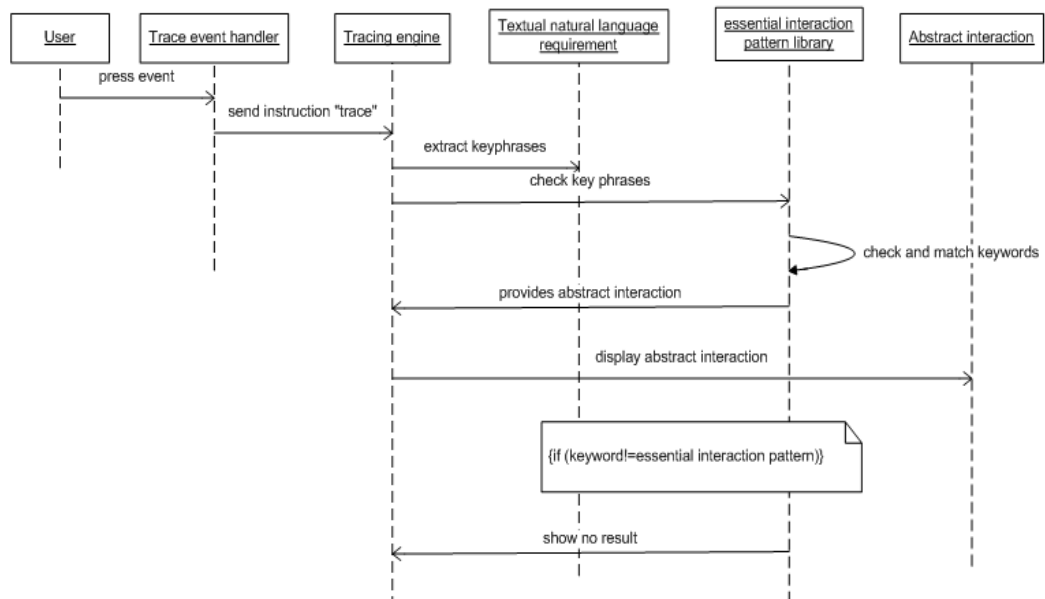 User
Trace event handler
Tracing engine
Textual natural language
requirement
essential interaction
pattern library
Abstract interaction
press event
send instruction "trace"
extract keyphrases
check key phrases
check and match keywords
provides abstract interaction
display abstract interaction
{if (keyword!=essential interaction pattern)}
show no result